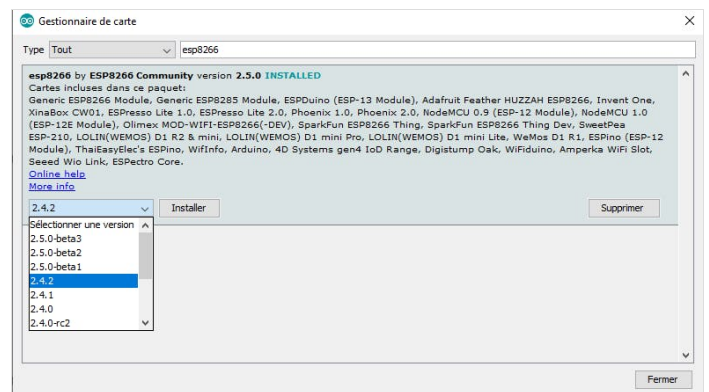 Gestionnaire de carte
Type Tout esp8266
esp8266 by ESP8266 Community version 2.5.0 INSTALLED
Cartes incluses dans ce paquet:
Generic ESP8266 Module, Generic ESP8285 Module, ESPDuino (ESP-13 Module), Adafruit Feather HUZZAH ESP8266, Invent One,
XinaBox CW01, ESPresso Lite 1.0, ESPresso Lite 2.0, Phoenix 1.0, Phoenix 2.0, NodeMCU 0.9 (ESP-12 Module), NodeMCU 1.0
(ESP-12E Module), Olimex MOD-WIFI-ESP8266(-DEV), SparkFun ESP8266 Thing, SparkFun ESP8266 Thing Dev, SweetPea
ESP-210, LOLIN(WEMOS) D1 R2 & mini, LOLIN(WEMOS) D1 mini Pro, LOLIN(WEMOS) D1 mini Lite, WeMos D1 R1, ESPino (ESP-12
Module), ThaiEasyElec's ESPino, WifInfo, Arduino, 4D Systems gen4 IoD Range, Digistump Oak, WiFiduino, Amperka WiFi Slot,
Seeed Wio Link, ESPectro Core.
Online help
More info
2.4.2 Installer Supprimer
Sélectionner une version
2.5.0-beta3
2.5.0-beta2
2.5.0-beta1
2.4.2
2.4.1
2.4.0
2.4.0-rc2
Fermer